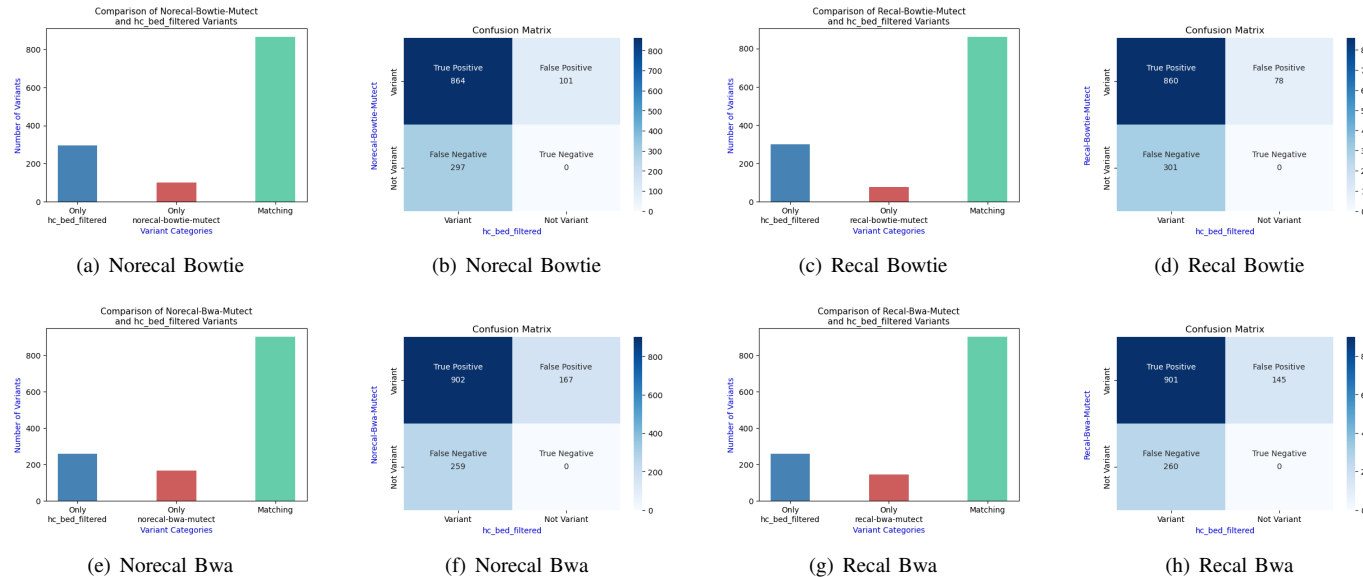 Comparison of Norecal-Bowtie-Mutect
and hc_bed_filtered Variants
Number of Variants
800
600
400
200
0
Only
hc_bed_filtered
Only
norecal-bowtie-mutect
Matching
Variant Categories
(a) Norecal Bowtie
Confusion Matrix
Norecal-Bowtie-Mutect
Variant
Not Variant
True Positive
864
False Positive
101
False Negative
297
True Negative
0
Variant
Not Variant
hc_bed_filtered
800
700
600
500
400
300
200
100
0
(b) Norecal Bowtie
Comparison of Recal-Bowtie-Mutect
and hc_bed_filtered Variants
Number of Variants
800
600
400
200
0
Only
hc_bed_filtered
Only
recal-bowtie-mutect
Matching
Variant Categories
(c) Recal Bowtie
Confusion Matrix
Recal-Bowtie-Mutect
Variant
Not Variant
True Positive
860
False Positive
78
False Negative
301
True Negative
0
Variant
Not Variant
hc_bed_filtered
(d) Recal Bowtie
Comparison of Norecal-Bwa-Mutect
and hc_bed_filtered Variants
Number of Variants
800
600
400
200
0
Only
hc_bed_filtered
Only
norecal-bwa-mutect
Matching
Variant Categories
(e) Norecal Bwa
Confusion Matrix
Norecal-Bwa-Mutect
Variant
Not Variant
True Positive
902
False Positive
167
False Negative
259
True Negative
0
Variant
Not Variant
hc_bed_filtered
800
600
400
200
0
(f) Norecal Bwa
Comparison of Recal-Bwa-Mutect
and hc_bed_filtered Variants
Number of Variants
800
600
400
200
0
Only
hc_bed_filtered
Only
recal-bwa-mutect
Matching
Variant Categories
(g) Recal Bwa
Confusion Matrix
Recal-Bwa-Mutect
Variant
Not Variant
True Positive
901
False Positive
145
False Negative
260
True Negative
0
Variant
Not Variant
hc_bed_filtered
(h) Recal Bwa